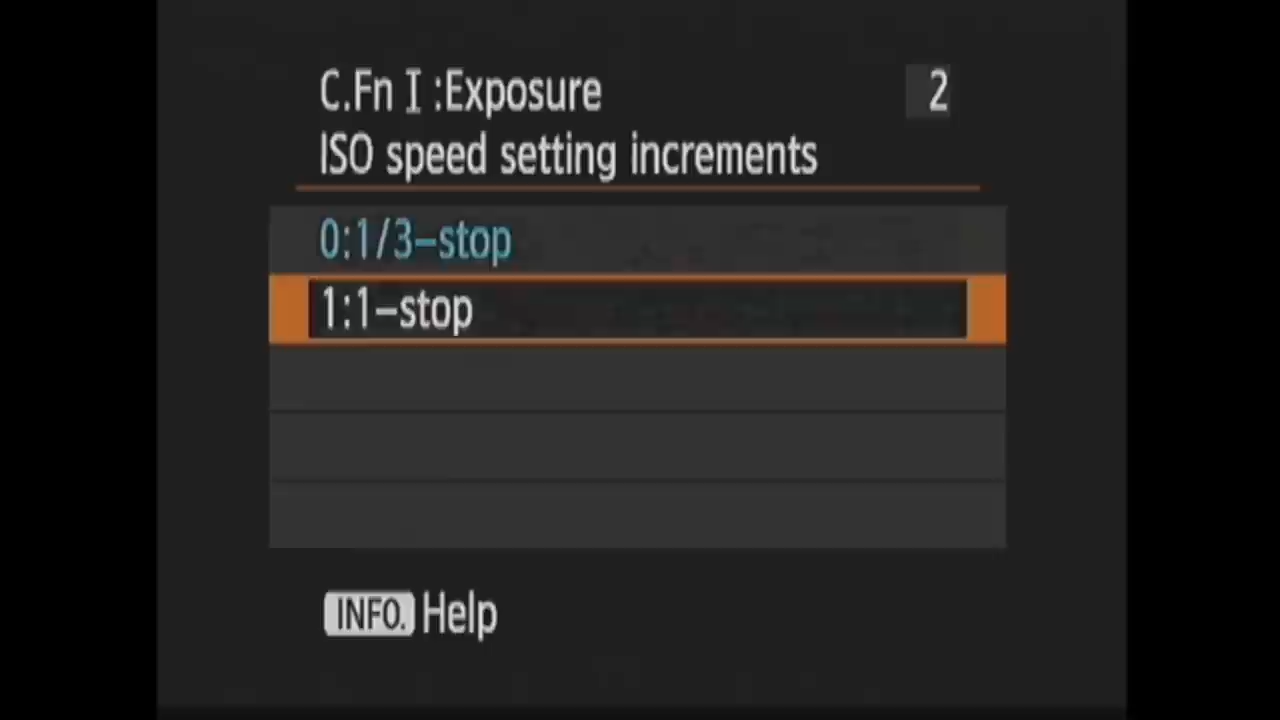 C.Fn I :Exposure 2
ISO speed setting increments
0:1/3-stop
1:1-stop
INFO. Help